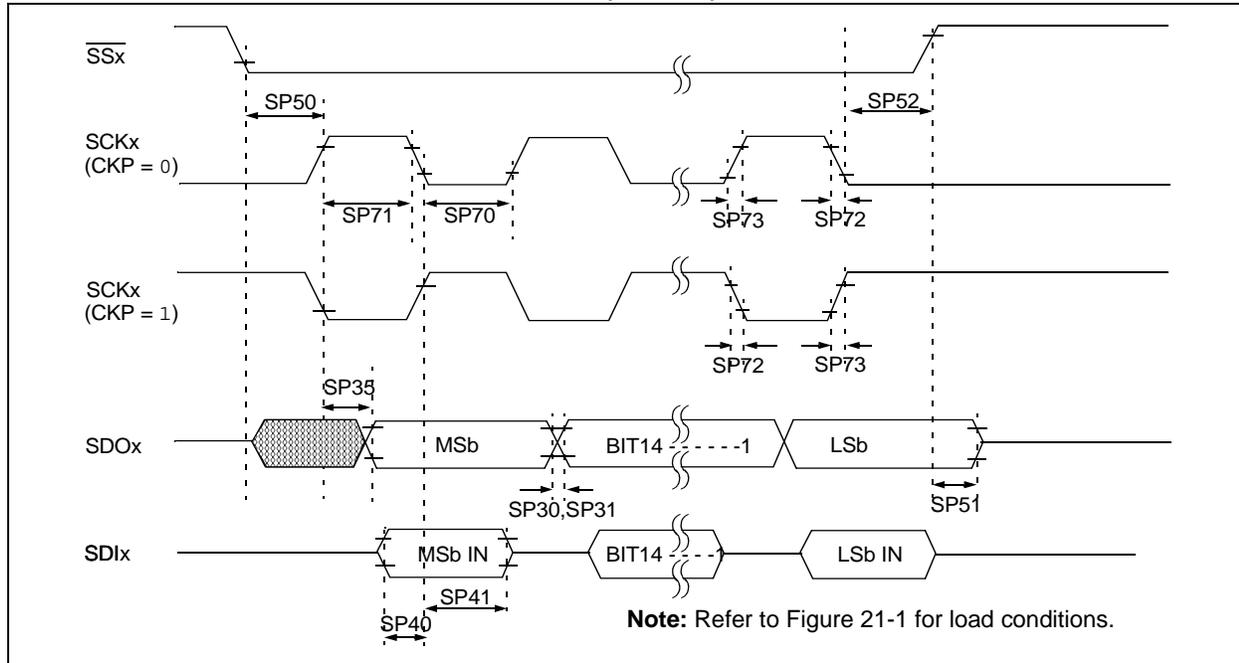 SSx
SP50
SP52
SCKx
(CKP = 0)
SP71
SP70
SP73
SP72
SCKx
(CKP = 1)
SP72
SP73
SP35
SDOx
MSb
BIT14 - - - - - -1
LSb
SP30,SP31
SP51
SDIx
MSb IN
BIT14 - - - - - -1
LSb IN
SP41
SP40
Note: Refer to Figure 21-1 for load conditions.